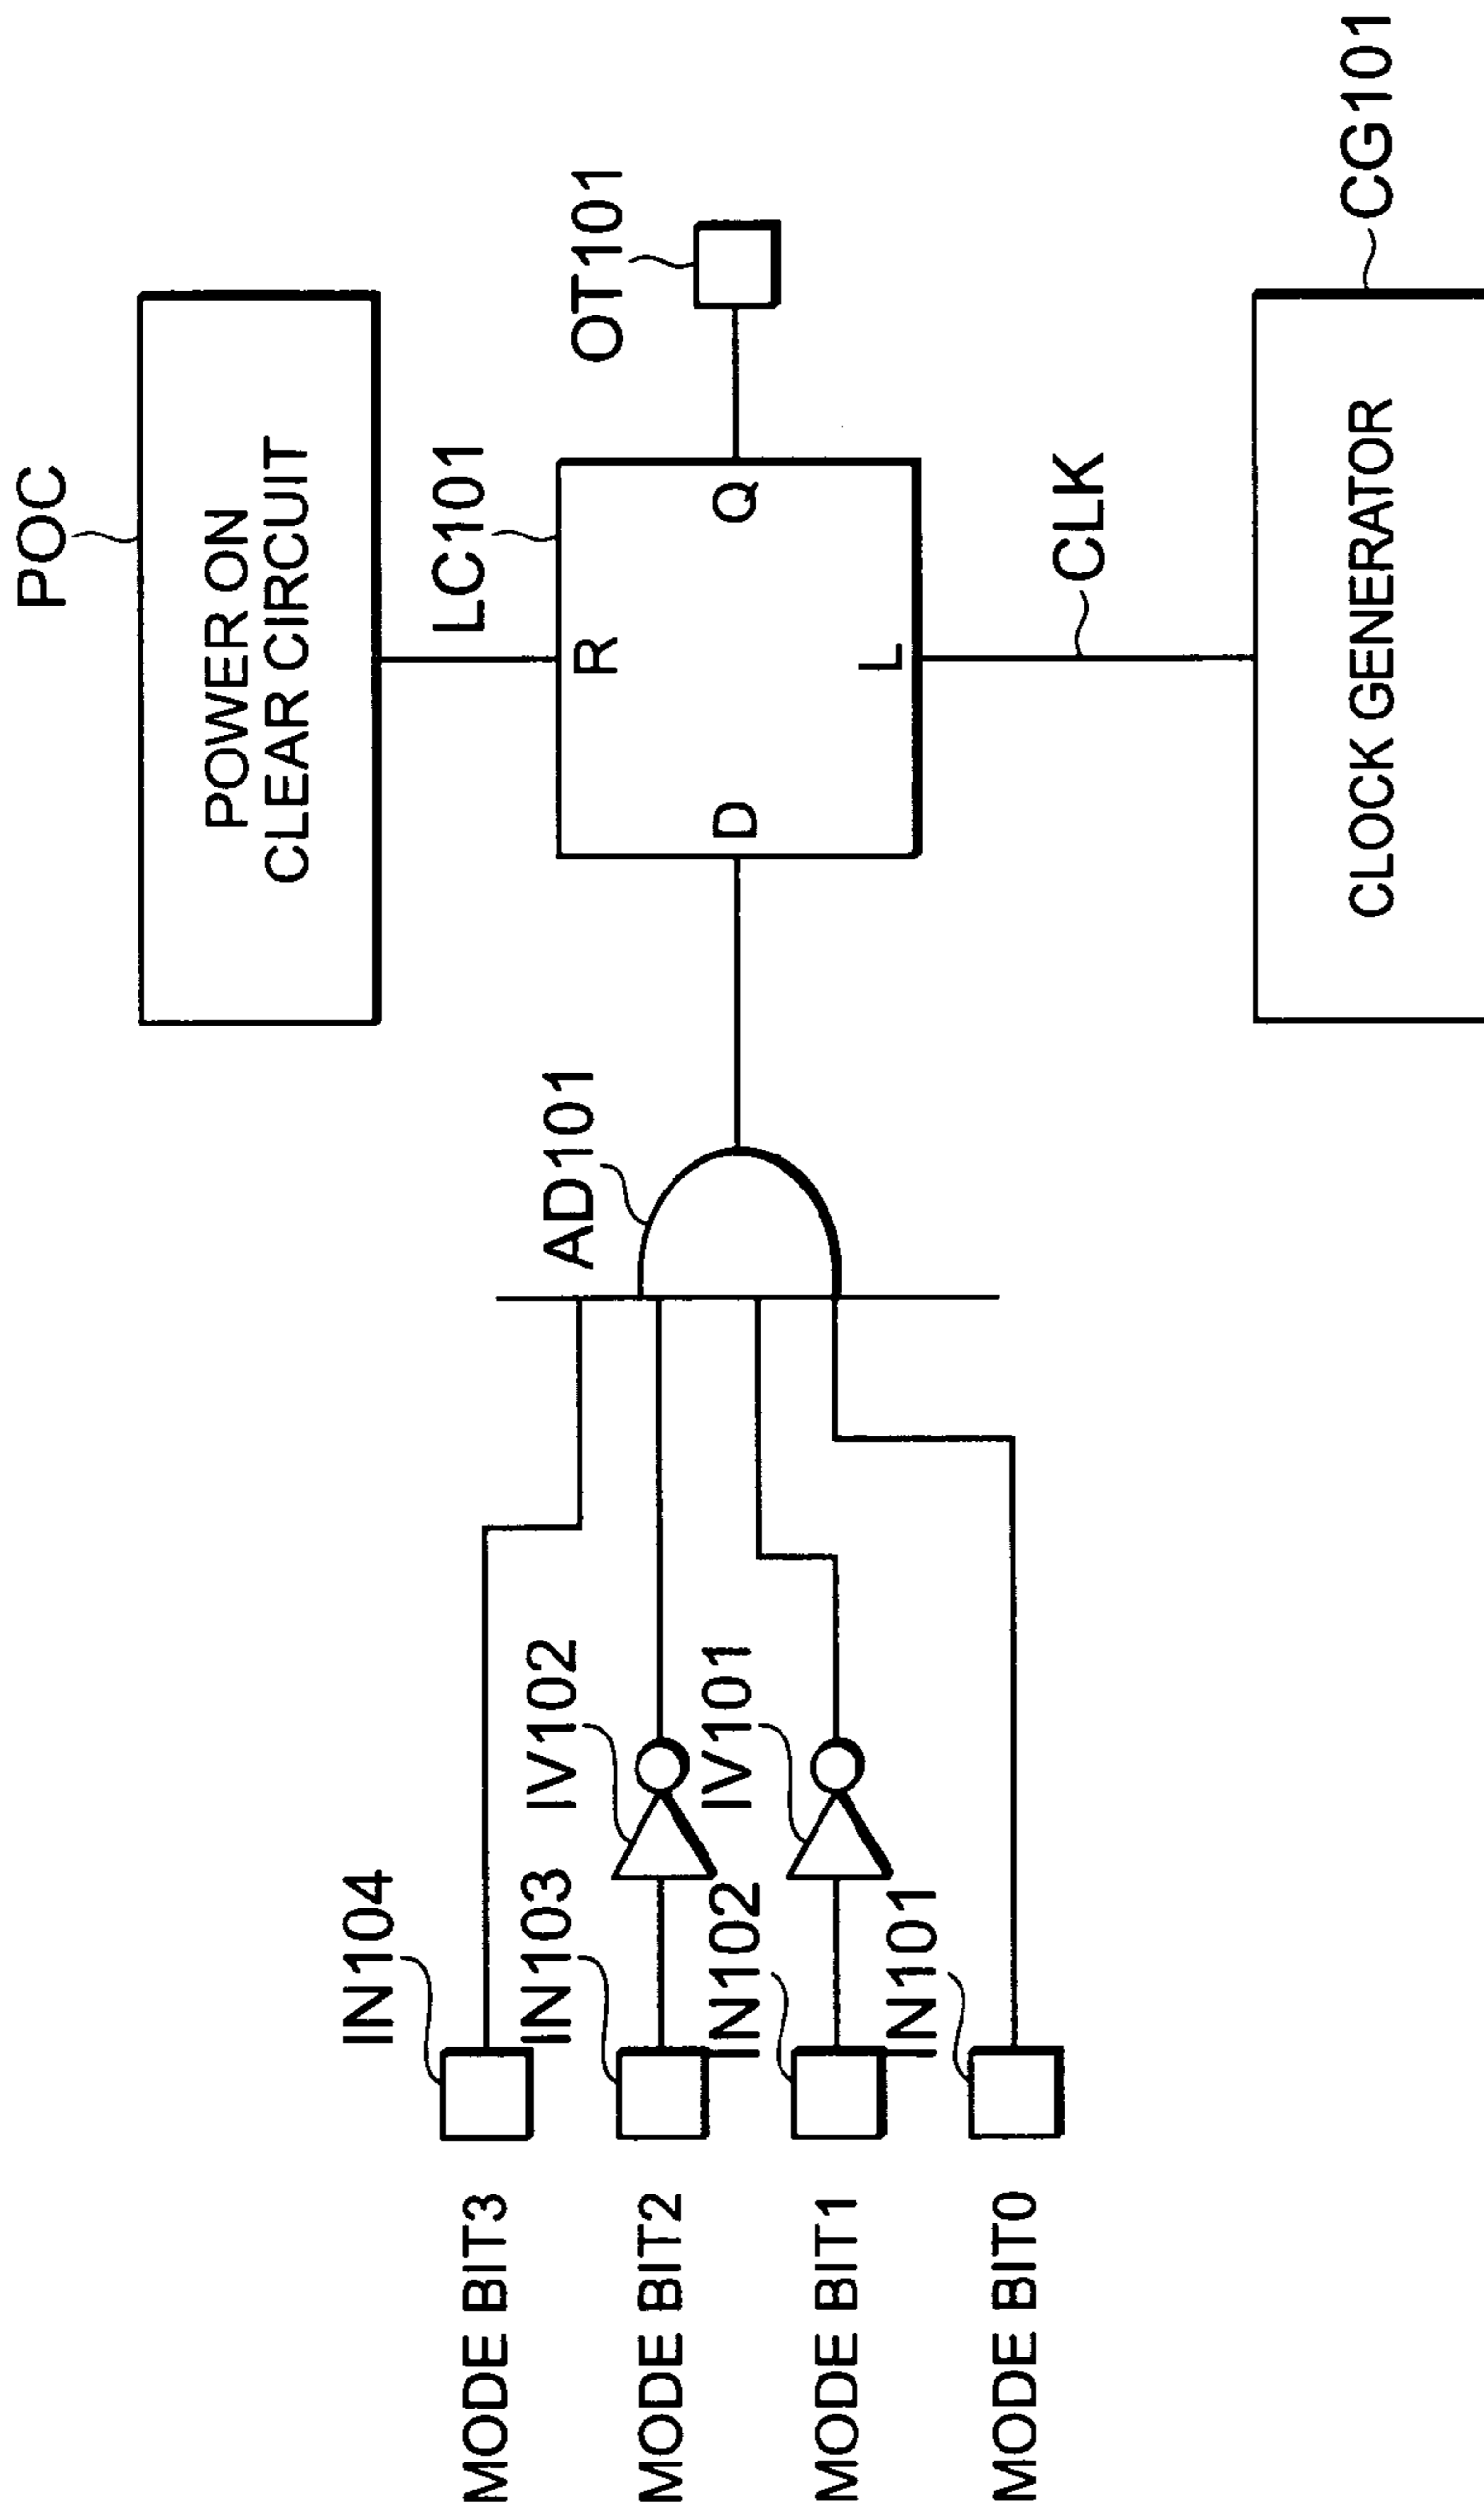 POC
POWER ON
CLEAR CIRCUIT
LC101
OT101
R
D
Q
L
CLK
CLOCK GENERATOR
CG101
AD101
IN104
IN103
IN102
IN101
IV102
IV101
MODE BIT3
MODE BIT2
MODE BIT1
MODE BIT0